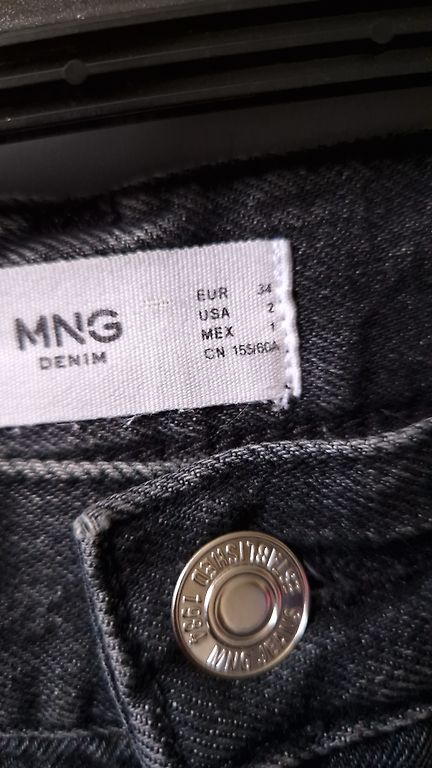 MNG
DENIM
EUR 34
USA 2
MEX 1
CN 155/60A
ESTABLISHED 1984
MNG JEANS